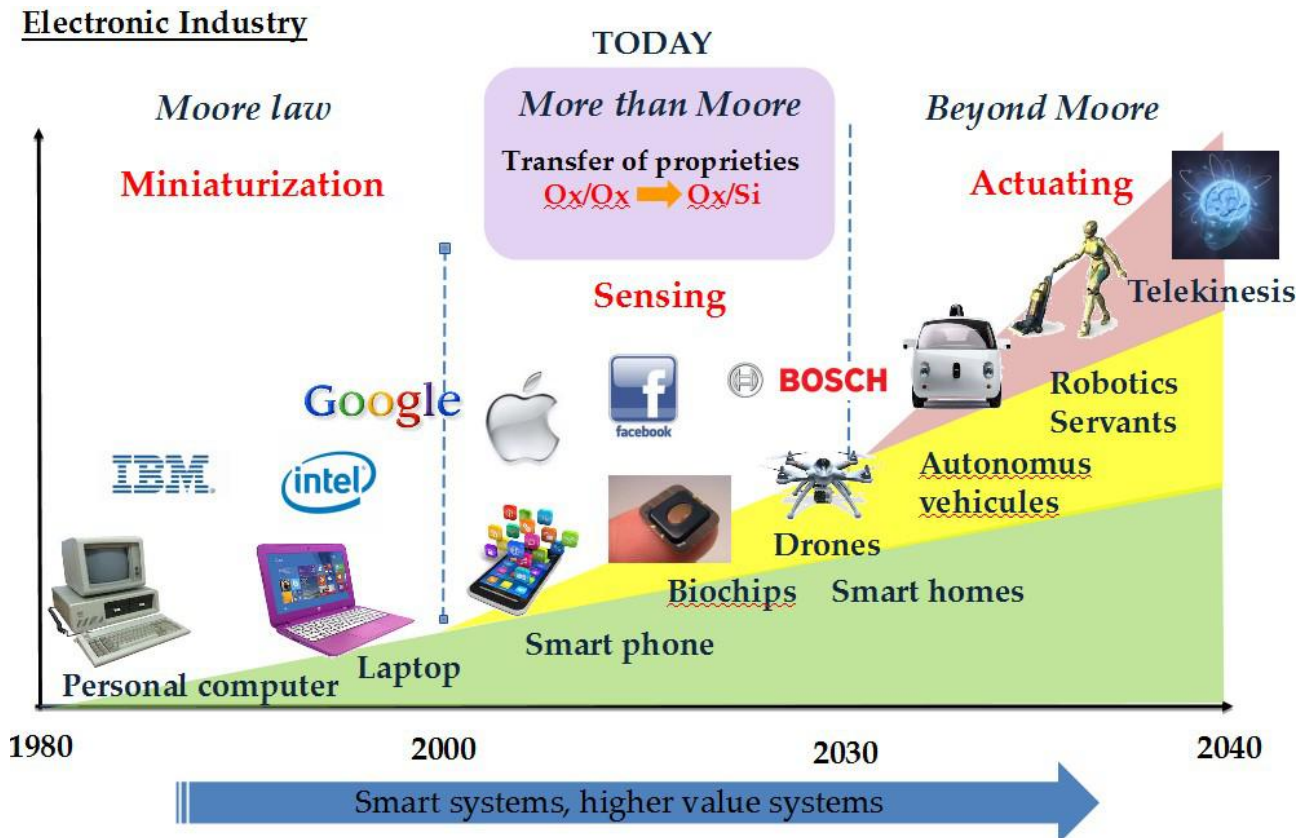 Electronic Industry
TODAY
Moore law
More than Moore
Beyond Moore
Miniaturization
Transfer of proprieties
Ox/Ox Ox/Si
Actuating
Sensing
Telekinesis
Google
facebook
BOSCH
IBM
intel
Robotics
Servants
Autonomus
vehicules
Drones
Biochips
Smart homes
Smart phone
Laptop
Personal computer
1980
2000
2030
2040
Smart systems, higher value systems